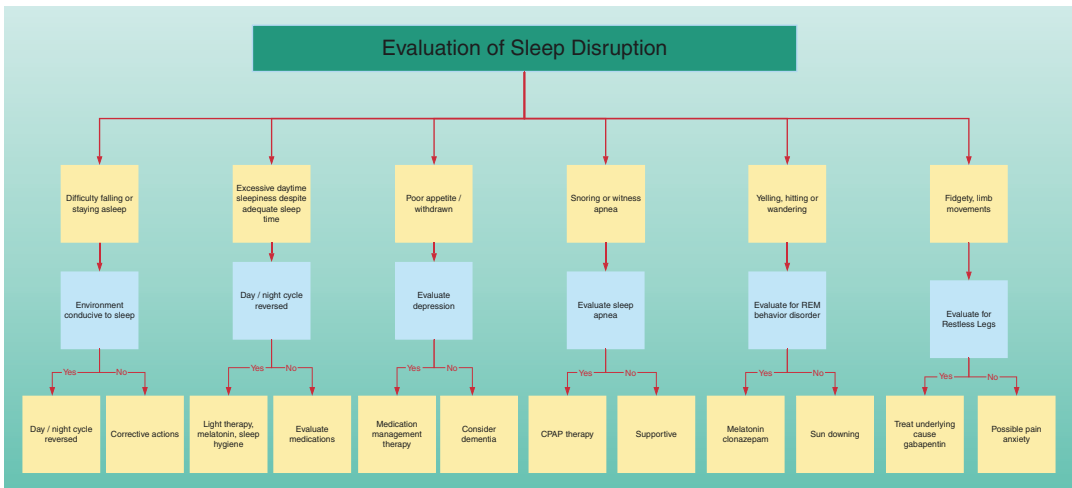 Evaluation of Sleep Disruption
Difficulty falling or
staying asleep
Excessive daytime
sleepiness despite
adequate sleep
time
Poor appetite /
withdrawn
Snoring or witness
apnea
Yelling, hitting or
wandering
Fidgety, limb
movements
Environment
conducive to sleep
Day / night cycle
reversed
Evaluate
depression
Evaluate sleep
apnea
Evaluate for REM
behavior disorder
Evaluate for
Restless Legs
Yes No
Yes No
Yes No
Yes No
Yes No
Yes No
Day / night cycle
reversed
Corrective actions
Light therapy,
melatonin, sleep
hygiene
Evaluate
medications
Medication
management
therapy
Consider
dementia
CPAP therapy
Supportive
Melatonin
clonazepam
Sun downing
Treat underlying
cause
gabapentin
Possible pain
anxiety